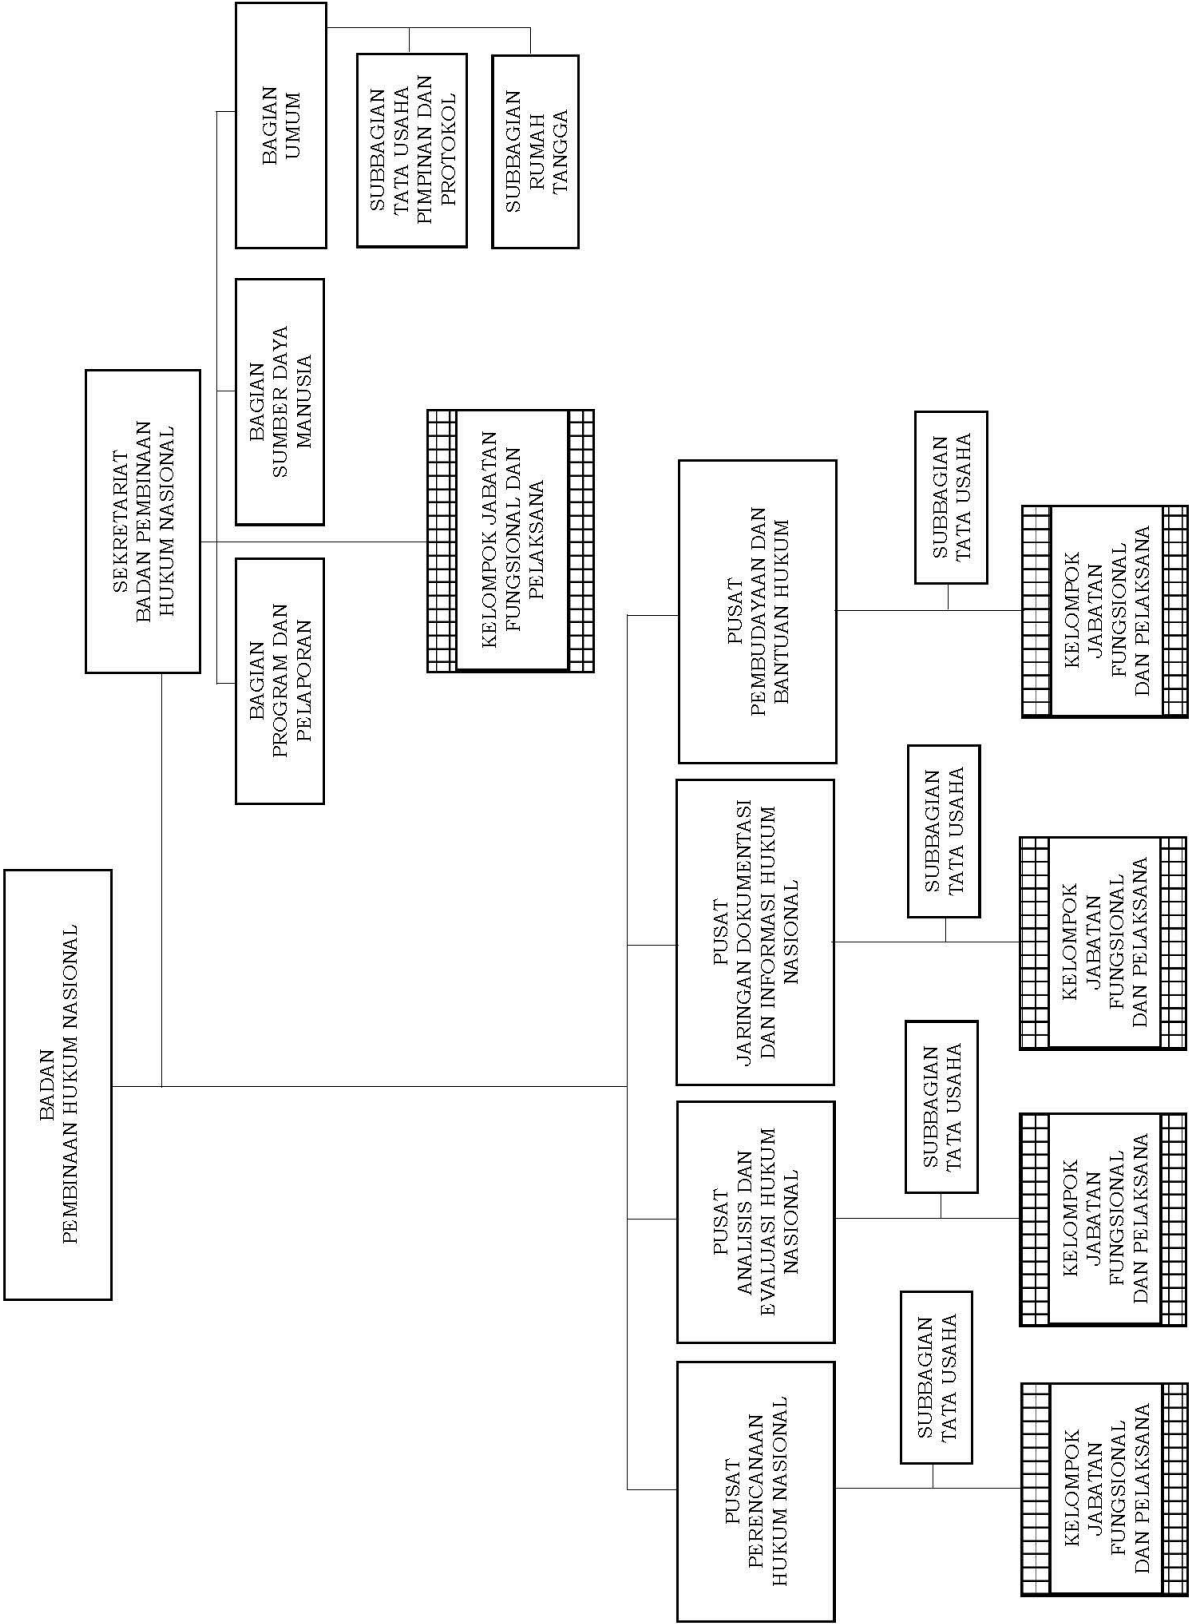 BADAN
PEMBINAAN HUKUM NASIONAL
SEKRETARIAT
BADAN PEMBINAAN
HUKUM NASIONAL
BAGIAN
PROGRAM DAN
PELAPORAN
BAGIAN
SUMBER DAYA
MANUSIA
BAGIAN
UMUM
SUBBAGIAN
TATA USAHA
PIMPINAN DAN
PROTOKOL
SUBBAGIAN
RUMAH
TANGGA
KELOMPOK JABATAN
FUNGSIONAL DAN
PELAKSANA
PUSAT
PERENCANAAN
HUKUM NASIONAL
PUSAT
ANALISIS DAN
EVALUASI HUKUM
NASIONAL
PUSAT
JARINGAN DOKUMENTASI
DAN INFORMASI HUKUM
NASIONAL
PUSAT
PEMBUDAYAAN DAN
BANTUAN HUKUM
SUBBAGIAN
TATA USAHA
SUBBAGIAN
TATA USAHA
SUBBAGIAN
TATA USAHA
SUBBAGIAN
TATA USAHA
KELOMPOK
JABATAN
FUNGSIONAL
DAN PELAKSANA
KELOMPOK
JABATAN
FUNGSIONAL
DAN PELAKSANA
KELOMPOK
JABATAN
FUNGSIONAL
DAN PELAKSANA
KELOMPOK
JABATAN
FUNGSIONAL
DAN PELAKSANA